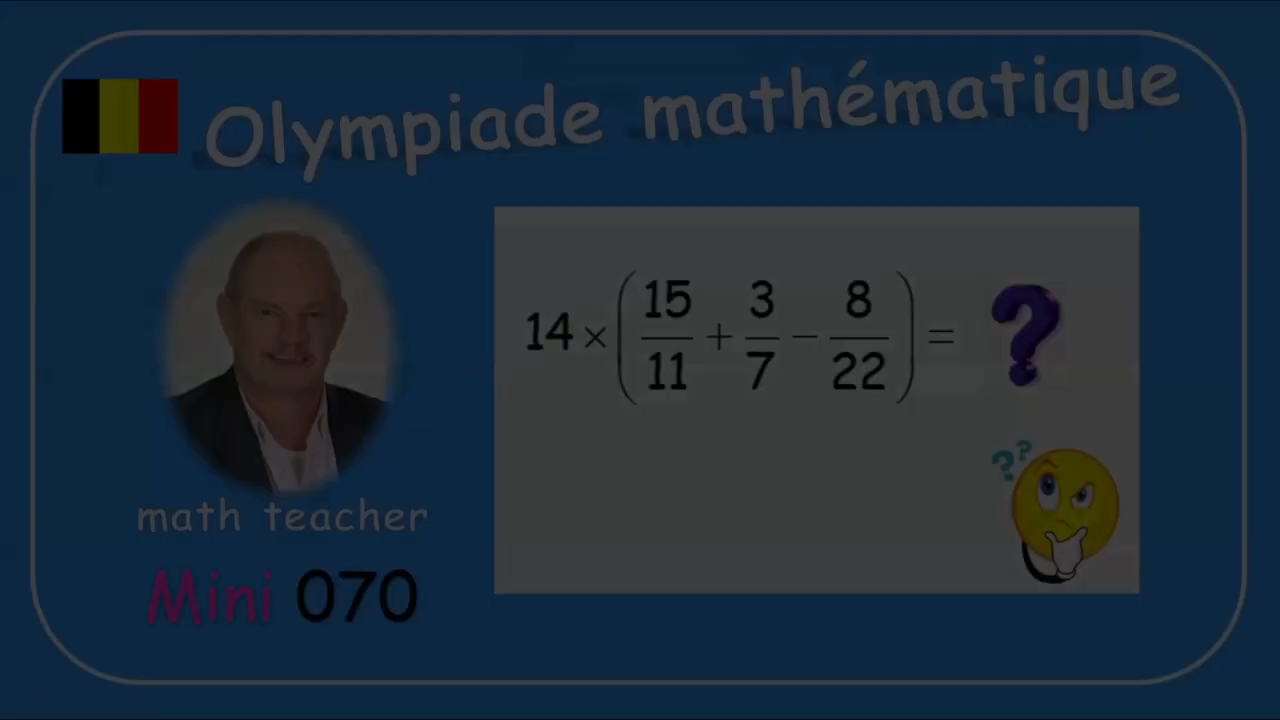 Olympiade mathématique
14 × ( 15/11 + 3/7 − 8/22 ) = ?
? ?
math teacher
Mini 070